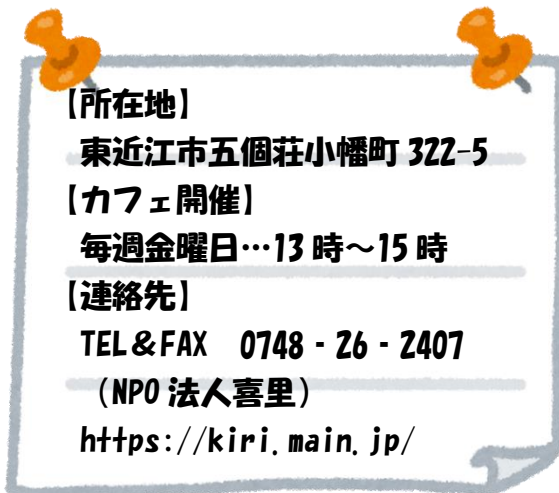 【所在地】
東近江市五個荘小幡町 322-5
【カフェ開催】
毎週金曜日…13 時~15 時
【連絡先】
TEL&FAX 0748‐26‐2407
(NPO 法人喜里)
https://kiri.main.jp/